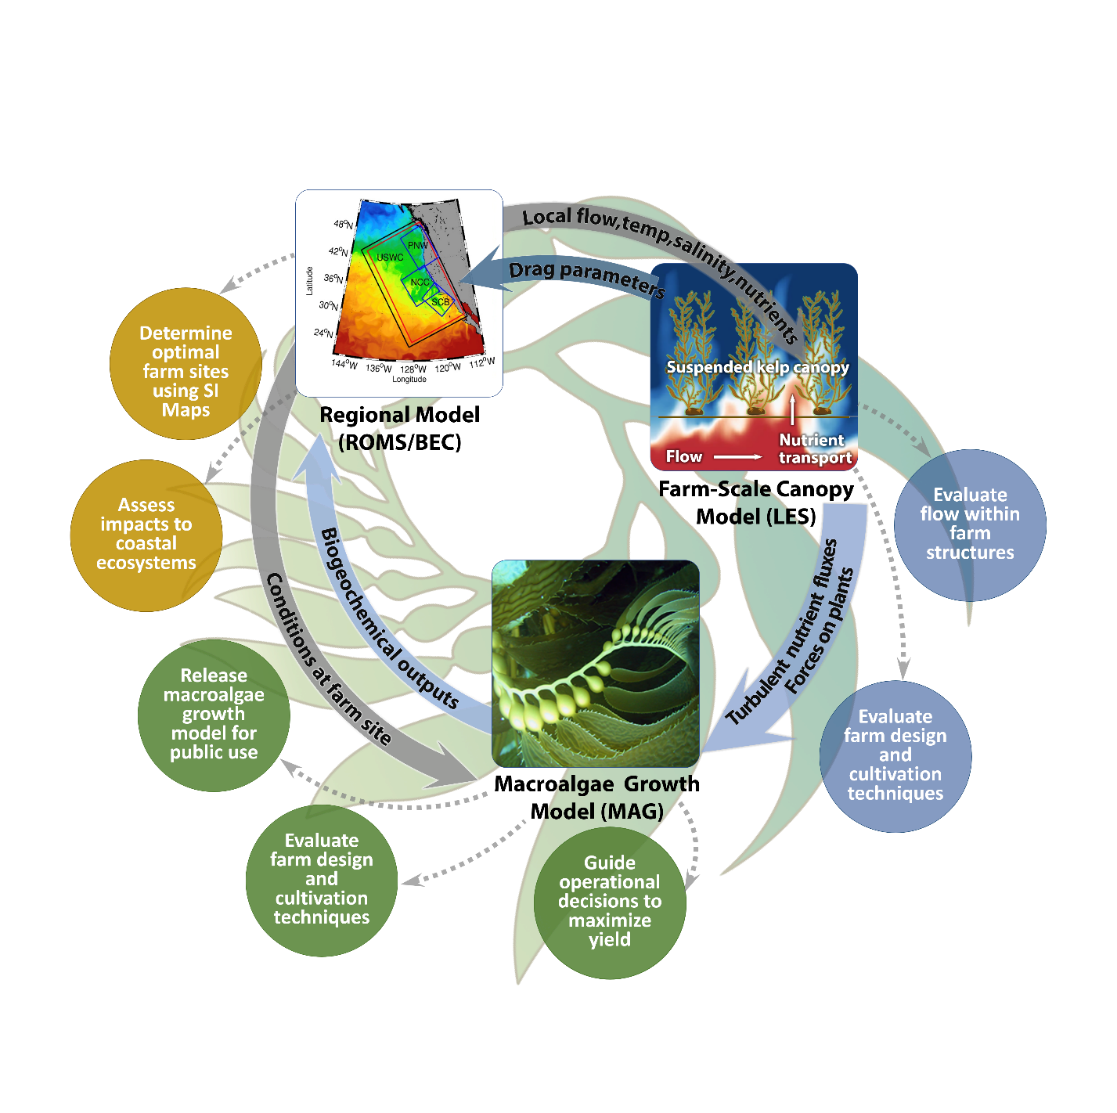 48°N
42°N
36°N
30°N
24°N
Latitude
144°W
136°W
128°W
120°W
112°W
Longitude
PNW
USWC
NCC
SCB
Regional Model
(ROMS/BEC)
Local flow,temp,salinity,nutrients
Drag parameters
Suspended kelp canopy
Nutrient
transport
Flow
Farm-Scale Canopy
Model (LES)
Determine
optimal
farm sites
using SI
Maps
Assess
impacts to
coastal
ecosystems
Evaluate
flow within
farm
structures
Biogeochemical outputs
Conditions at farm site
Turbulent nutrient fluxes
Forces on plants
Release
macroalgae
growth
model for
public use
Evaluate
farm design
and
cultivation
techniques
Macroalgae Growth
Model (MAG)
Evaluate
farm design
and
cultivation
techniques
Guide
operational
decisions to
maximize
yield